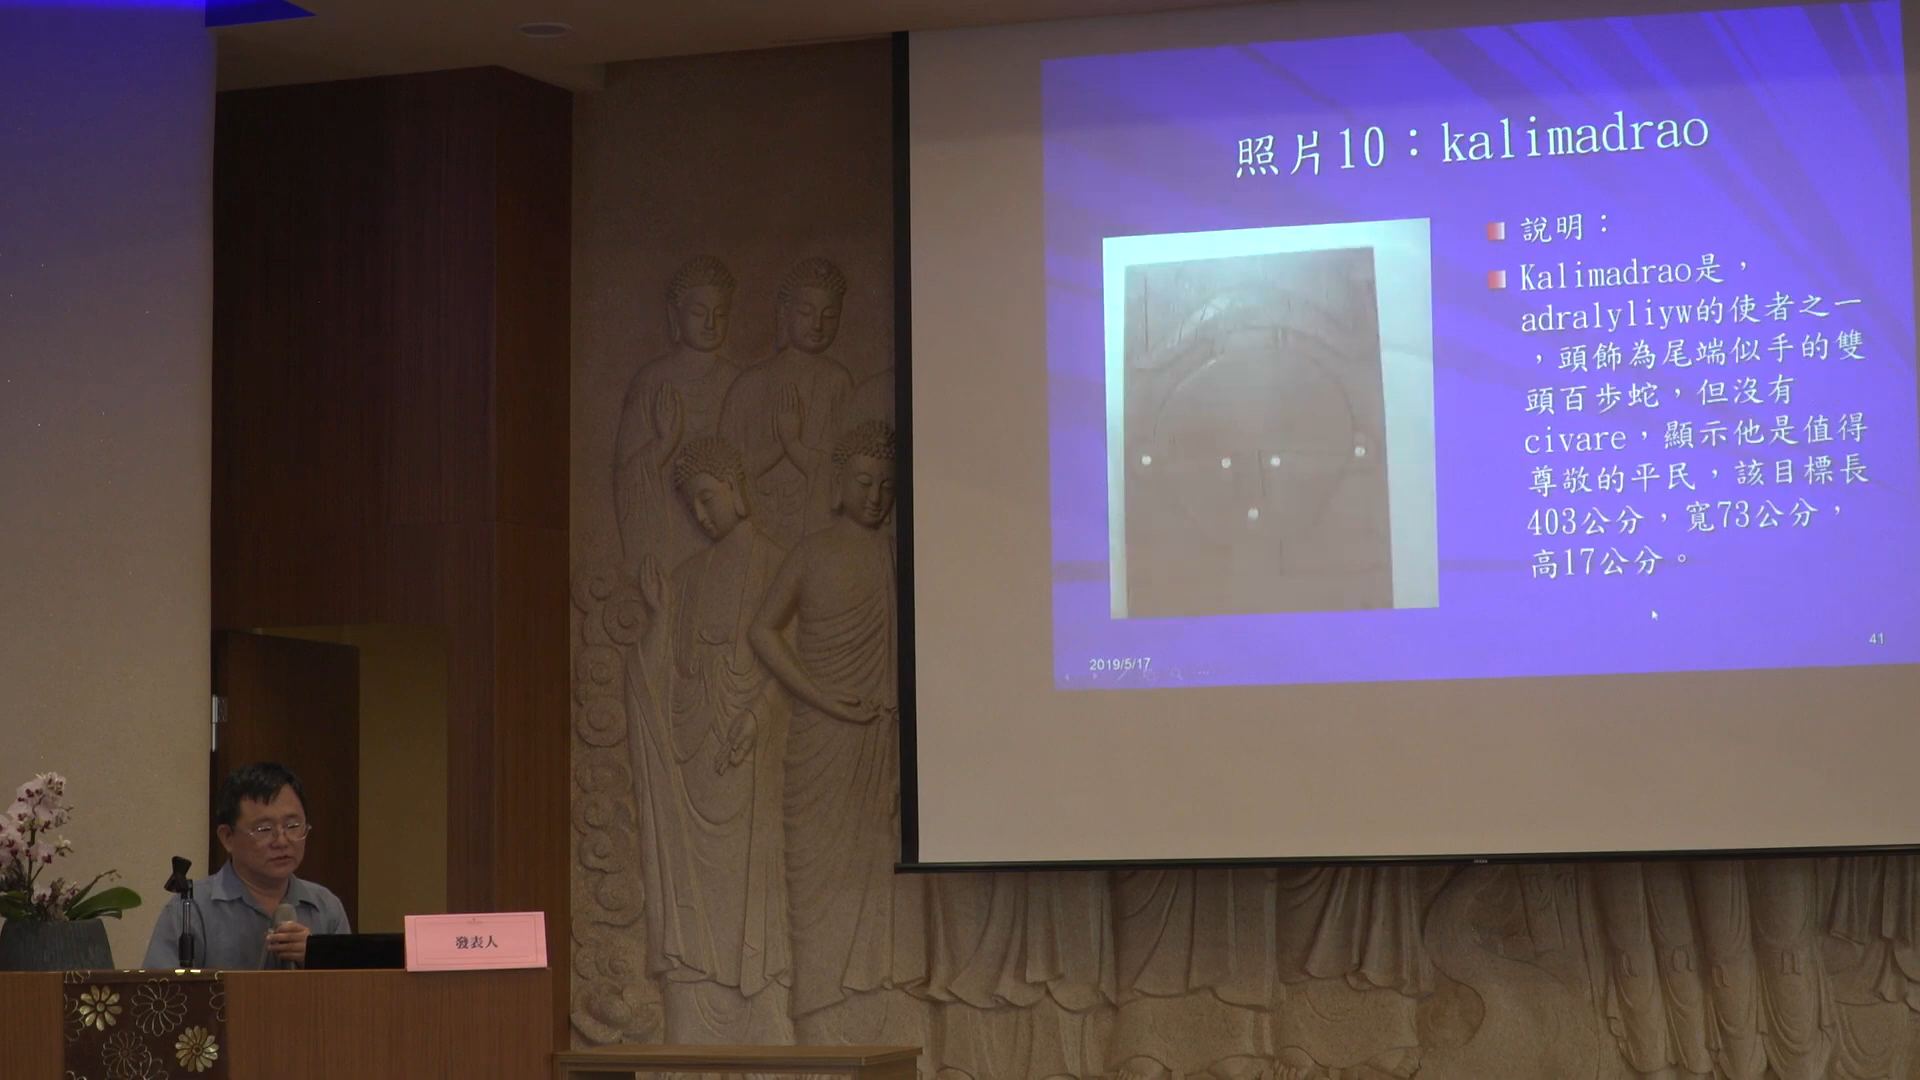 照片10：kalimadrao
說明：
Kalimadrao是，
adralyliyw的使者之一
，頭飾為尾端似手的雙
頭百步蛇，但沒有
civare，顯示他是值得
尊敬的平民，該目標長
403公分，寬73公分，
高17公分。
2019/5/17
41
發表人